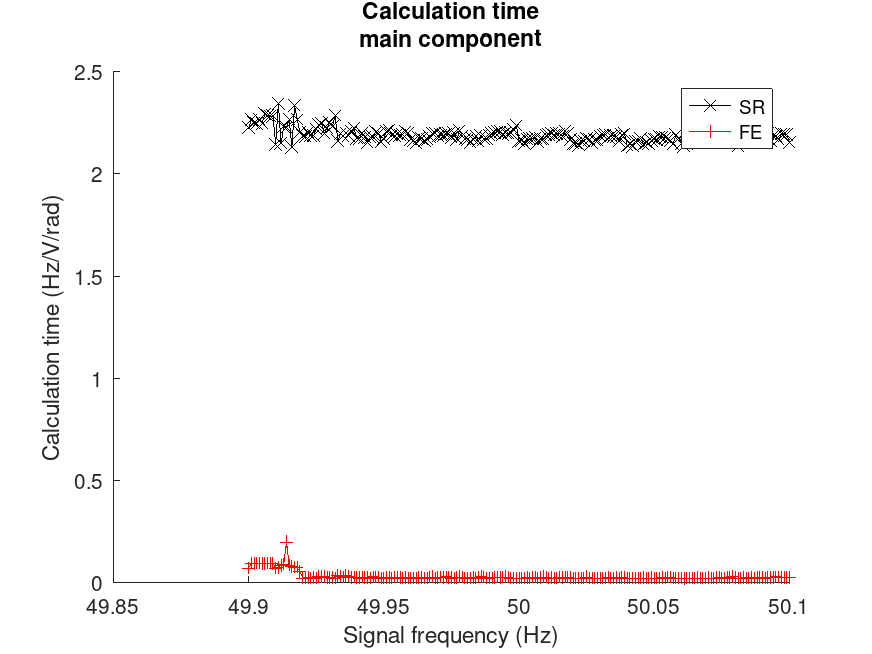 Calculation time
main component
2.5
2
1.5
1
0.5
0
Calculation time (Hz/V/rad)
SR
FE
49.85
49.9
49.95
50
50.05
50.1
Signal frequency (Hz)